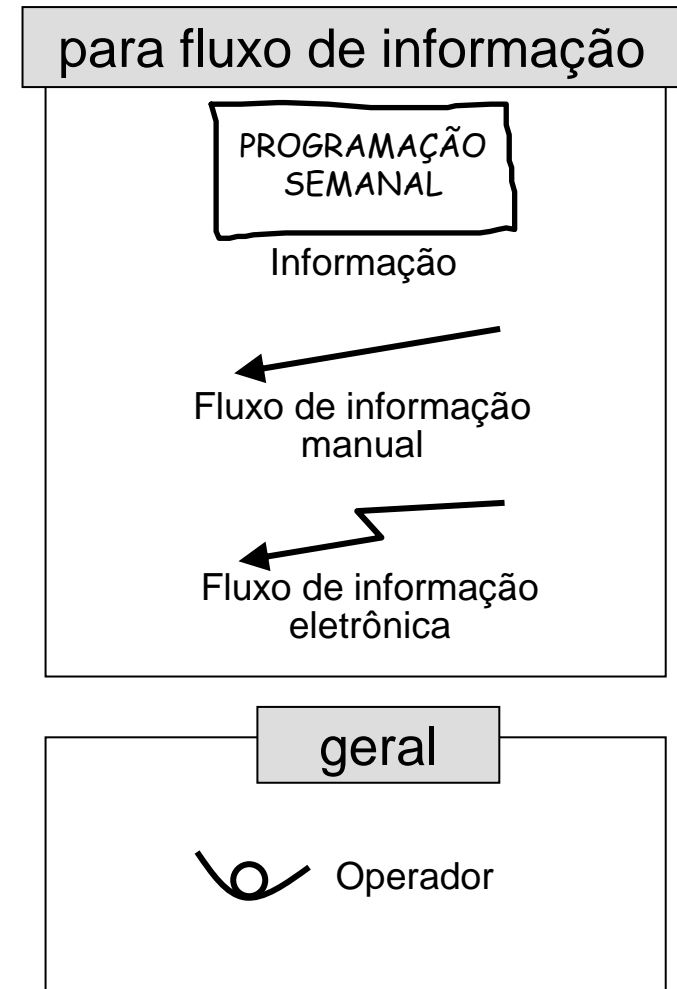 para fluxo de informação
PROGRAMAÇÃO
SEMANAL
Informação
Fluxo de informação
manual
Fluxo de informação
eletrônica
geral
Operador